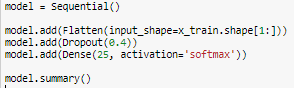 model = Sequential()
model.add(Flatten(input_shape=x_train.shape[1:]))
model.add(Dropout(0.4))
model.add(Dense(25, activation='softmax'))
model.summary()